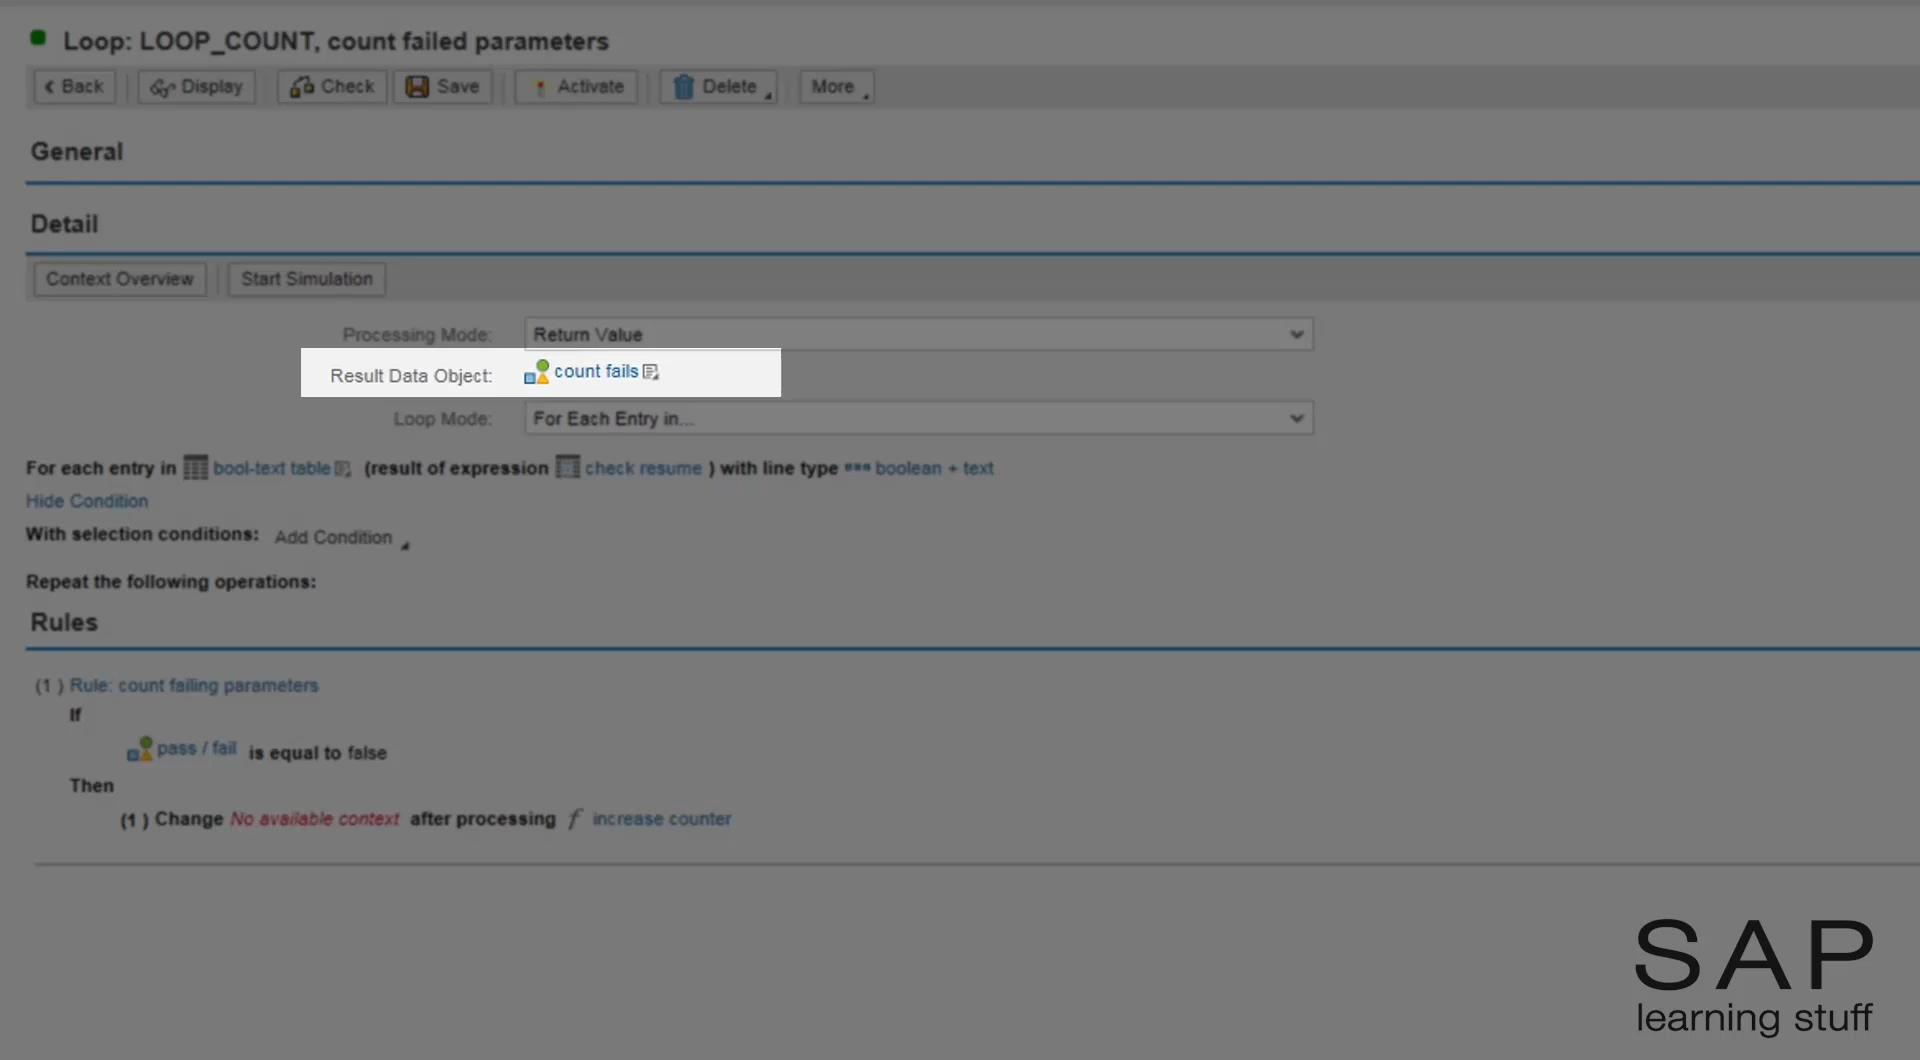 Loop: LOOP_COUNT, count failed parameters
Back Display Check Save Activate Delete More
General
Detail
Context Overview Start Simulation
Processing Mode: Return Value
Result Data Object: count fails
Loop Mode: For Each Entry in...
For each entry in bool-text table (result of expression check resume ) with line type boolean + text
Hide Condition
With selection conditions: Add Condition
Repeat the following operations:
Rules
(1 ) Rule: count failing parameters
If
pass / fail is equal to false
Then
(1 ) Change No available context after processing f increase counter
SAP
learning stuff